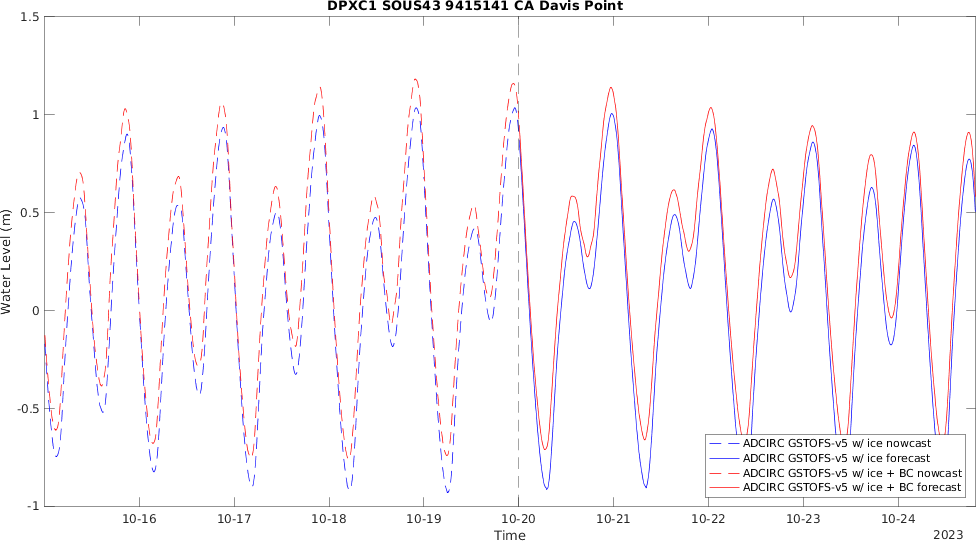 DPXC1 SOUS43 9415141 CA Davis Point
1.5
1
0.5
0
-0.5
-1
Water Level (m)
10-16
10-17
10-18
10-19
10-20
10-21
10-22
10-23
10-24
Time
2023
ADCIRC GSTOFS-v5 w/ ice nowcast
ADCIRC GSTOFS-v5 w/ ice forecast
ADCIRC GSTOFS-v5 w/ ice + BC nowcast
ADCIRC GSTOFS-v5 w/ ice + BC forecast